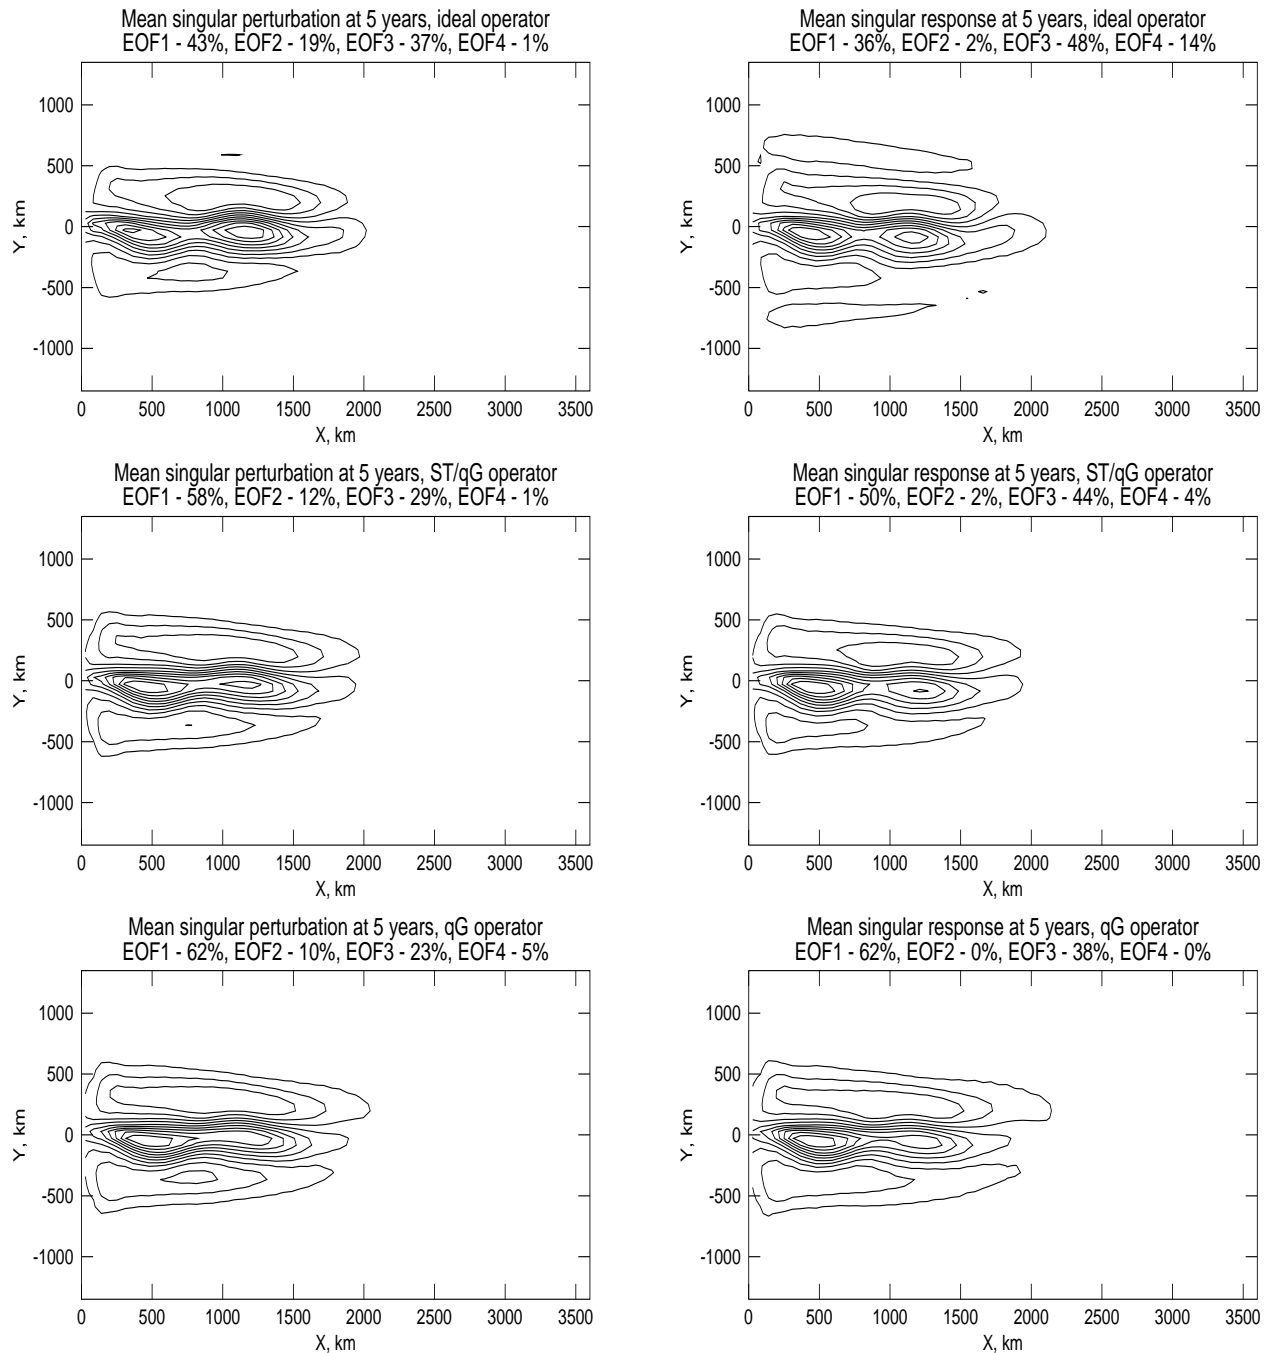 Mean singular perturbation at 5 years, ideal operator
EOF1 - 43%, EOF2 - 19%, EOF3 - 37%, EOF4 - 1%
1000
500
0
-500
-1000
Y, km
0 500 1000 1500 2000 2500 3000 3500
X, km
Mean singular response at 5 years, ideal operator
EOF1 - 36%, EOF2 - 2%, EOF3 - 48%, EOF4 - 14%
1000
500
0
-500
-1000
Y, km
0 500 1000 1500 2000 2500 3000 3500
X, km
Mean singular perturbation at 5 years, ST/qG operator
EOF1 - 58%, EOF2 - 12%, EOF3 - 29%, EOF4 - 1%
1000
500
0
-500
-1000
Y, km
0 500 1000 1500 2000 2500 3000 3500
X, km
Mean singular response at 5 years, ST/qG operator
EOF1 - 50%, EOF2 - 2%, EOF3 - 44%, EOF4 - 4%
1000
500
0
-500
-1000
Y, km
0 500 1000 1500 2000 2500 3000 3500
X, km
Mean singular perturbation at 5 years, qG operator
EOF1 - 62%, EOF2 - 10%, EOF3 - 23%, EOF4 - 5%
1000
500
0
-500
-1000
Y, km
0 500 1000 1500 2000 2500 3000 3500
X, km
Mean singular response at 5 years, qG operator
EOF1 - 62%, EOF2 - 0%, EOF3 - 38%, EOF4 - 0%
1000
500
0
-500
-1000
Y, km
0 500 1000 1500 2000 2500 3000 3500
X, km